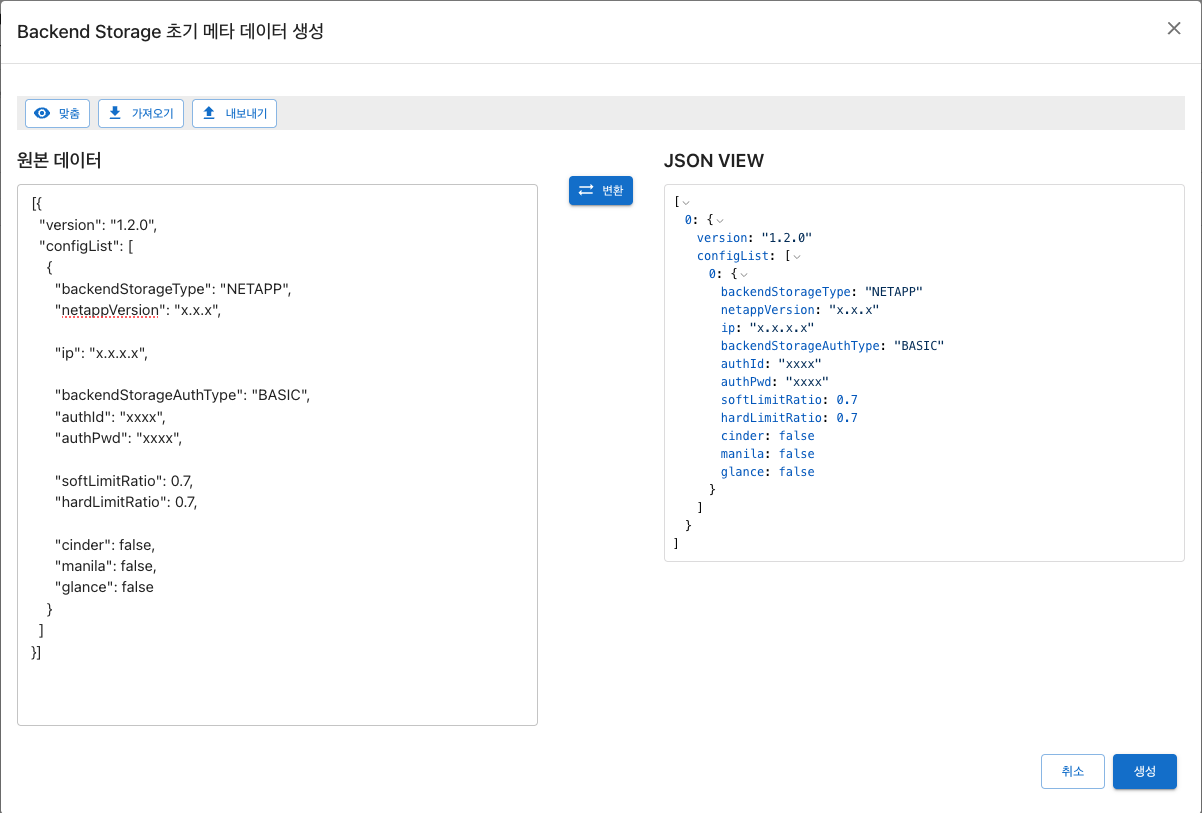 Backend Storage 초기 메타 데이터 생성
맞춤
가져오기
내보내기
원본 데이터
[{
"version": "1.2.0",
"configList": [
{
"backendStorageType": "NETAPP",
"netappVersion": "x.x.x",
"ip": "x.x.x.x",
"backendStorageAuthType": "BASIC",
"authId": "xxxx",
"authPwd": "xxxx",
"softLimitRatio": 0.7,
"hardLimitRatio": 0.7,
"cinder": false,
"manila": false,
"glance": false
}
]
}]
변환
JSON VIEW
[
0: {
version: "1.2.0"
configList: [
0: {
backendStorageType: "NETAPP"
netappVersion: "x.x.x"
ip: "x.x.x.x"
backendStorageAuthType: "BASIC"
authId: "xxxx"
authPwd: "xxxx"
softLimitRatio: 0.7
hardLimitRatio: 0.7
cinder: false
manila: false
glance: false
}
]
}
]
취소
생성